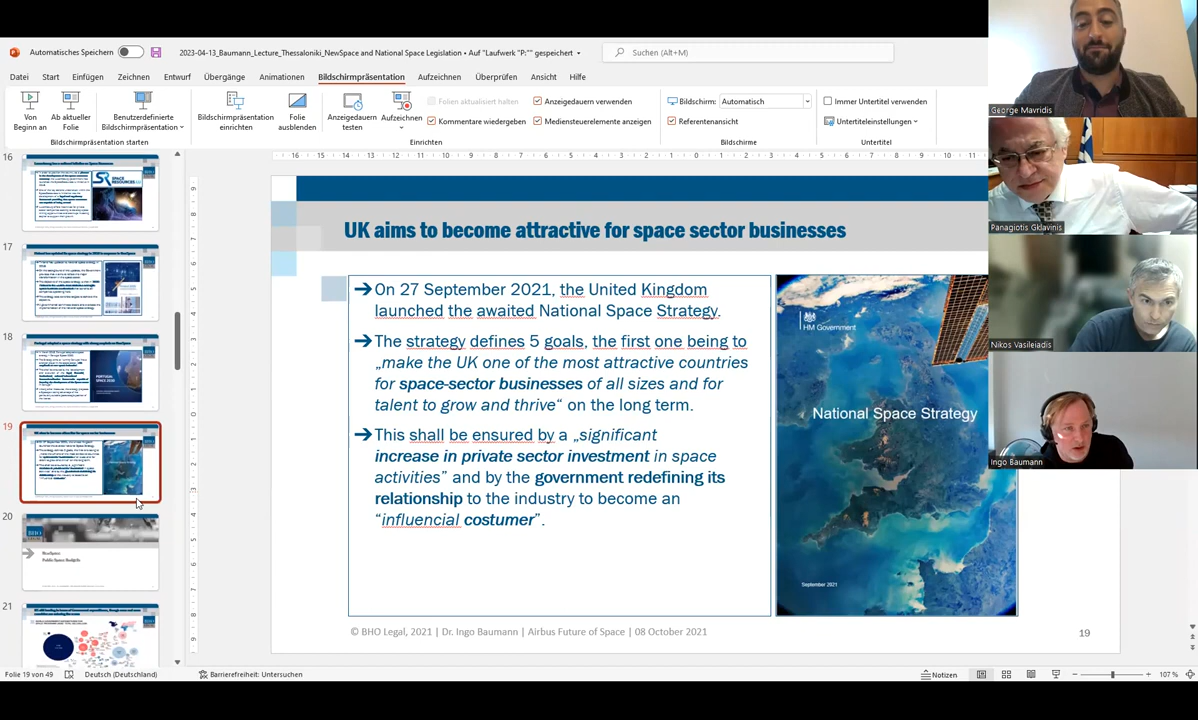 Automatisches Speichern
2023-04-13_Baumann_Lecture_Thessaloniki_NewSpace and National Space Legislation • Auf "Laufwerk "P:"" gespeichert
Suchen (Alt+M)
Datei Start Einfügen Zeichnen Entwurf Übergänge Animationen Bildschirmpräsentation Aufzeichnen Überprüfen Ansicht Hilfe
Von Beginn an
Ab aktueller Folie
Benutzerdefinierte Bildschirmpräsentation
Bildschirmpräsentation einrichten
Folie ausblenden
Anzeigedauern testen
Aufzeichnen
Folien aktualisiert halten
Kommentare wiedergeben
Anzeigedauern verwenden
Mediensteuerelemente anzeigen
Bildschirm: Automatisch
Referentenansicht
Immer Untertitel verwenden
Untertiteleinstellungen
Bildschirmpräsentation starten
Einrichten
Bildschirme
Untertitel
George Mavridis
Panagiotis Gklavinis
Nikos Vasileiadis
Ingo Baumann
16
17
18
19
20
21
UK aims to become attractive for space sector businesses
➔On 27 September 2021, the United Kingdom
launched the awaited National Space Strategy.
➔The strategy defines 5 goals, the first one being to
„make the UK one of the most attractive countries
for space-sector businesses of all sizes and for
talent to grow and thrive“ on the long term.
➔This shall be ensured by a „significant
increase in private sector investment in space
activities” and by the government redefining its
relationship to the industry to become an
“influencial costumer”.
HM Government
National Space Strategy
September 2021
© BHO Legal, 2021 | Dr. Ingo Baumann | Airbus Future of Space | 08 October 2021
19
Folie 19 von 49
Deutsch (Deutschland)
Barrierefreiheit: Untersuchen
Notizen
107 %